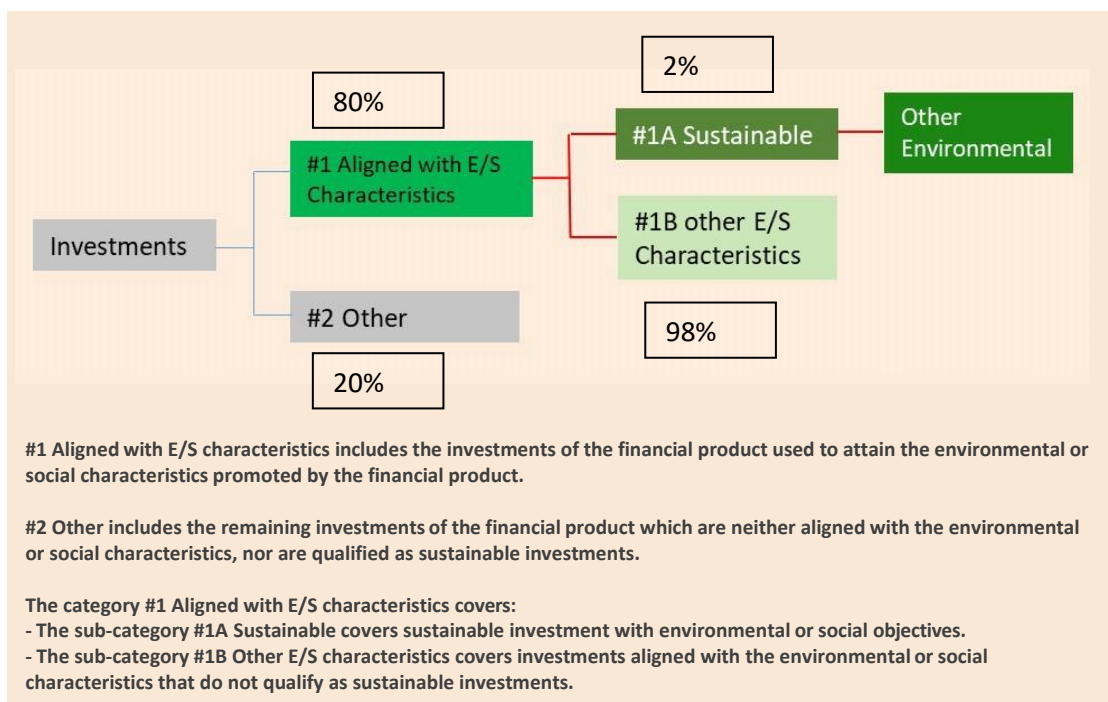 2%
80%
Other
Environmental
#1A Sustainable
#1 Aligned with E/S
Characteristics
#1B other E/S
Characteristics
Investments
#2 Other
98%
20%
#1 Aligned with E/S characteristics includes the investments of the financial product used to attain the environmental or
social characteristics promoted by the financial product.
#2 Other includes the remaining investments of the financial product which are neither aligned with the environmental
or social characteristics, nor are qualified as sustainable investments.
The category #1 Aligned with E/S characteristics covers:
- The sub-category #1A Sustainable covers sustainable investment with environmental or social objectives.
- The sub-category #1B Other E/S characteristics covers investments aligned with the environmental or social
characteristics that do not qualify as sustainable investments.